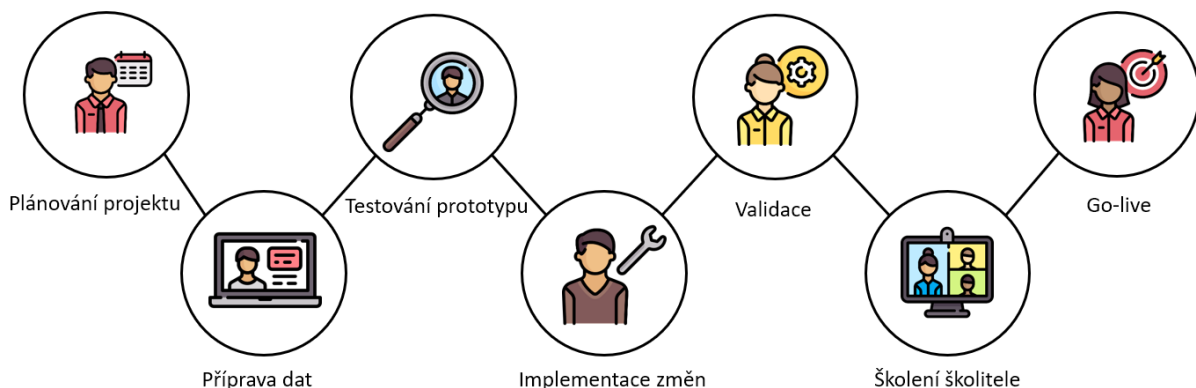 Plánování projektu
Příprava dat
Testování prototypu
Implementace změn
Validace
Školení školitele
Go-live